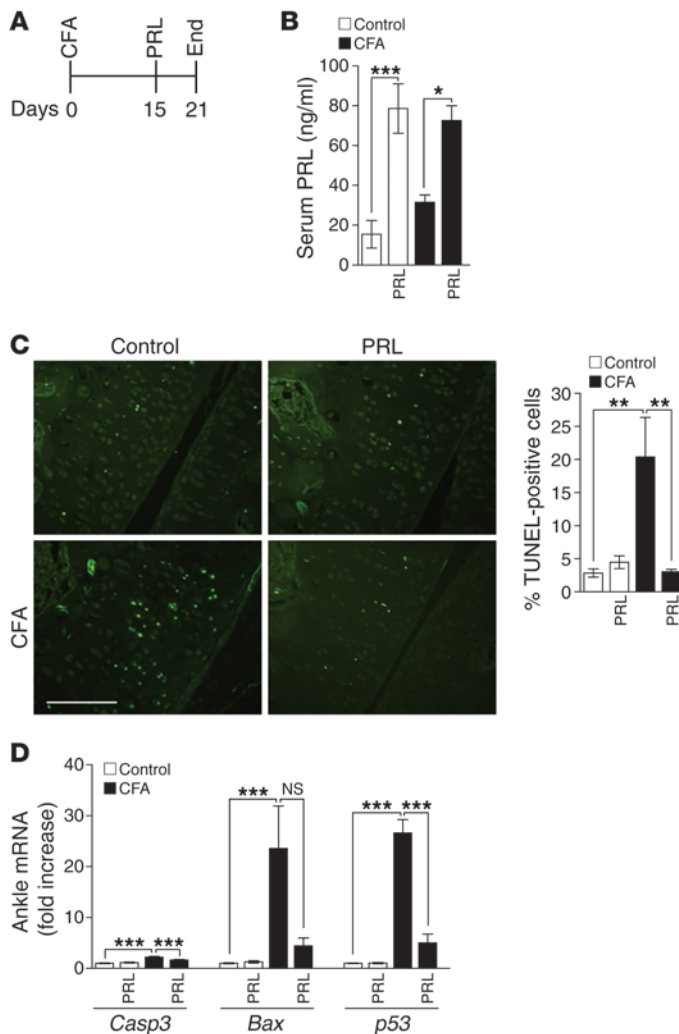 A
CFA
PRL
End
Days 0 15 21
B
Control
CFA
Serum PRL (ng/ml)
100
80
60
40
20
0
***
*
PRL
PRL
C
Control
PRL
CFA
Control
CFA
% TUNEL-positive cells
30
25
20
15
10
5
0
**
**
PRL
PRL
D
Control
CFA
Ankle mRNA
(fold increase)
40
30
20
10
0
***
***
***
NS
***
***
PRL
PRL
PRL
PRL
PRL
PRL
Casp3
Bax
p53